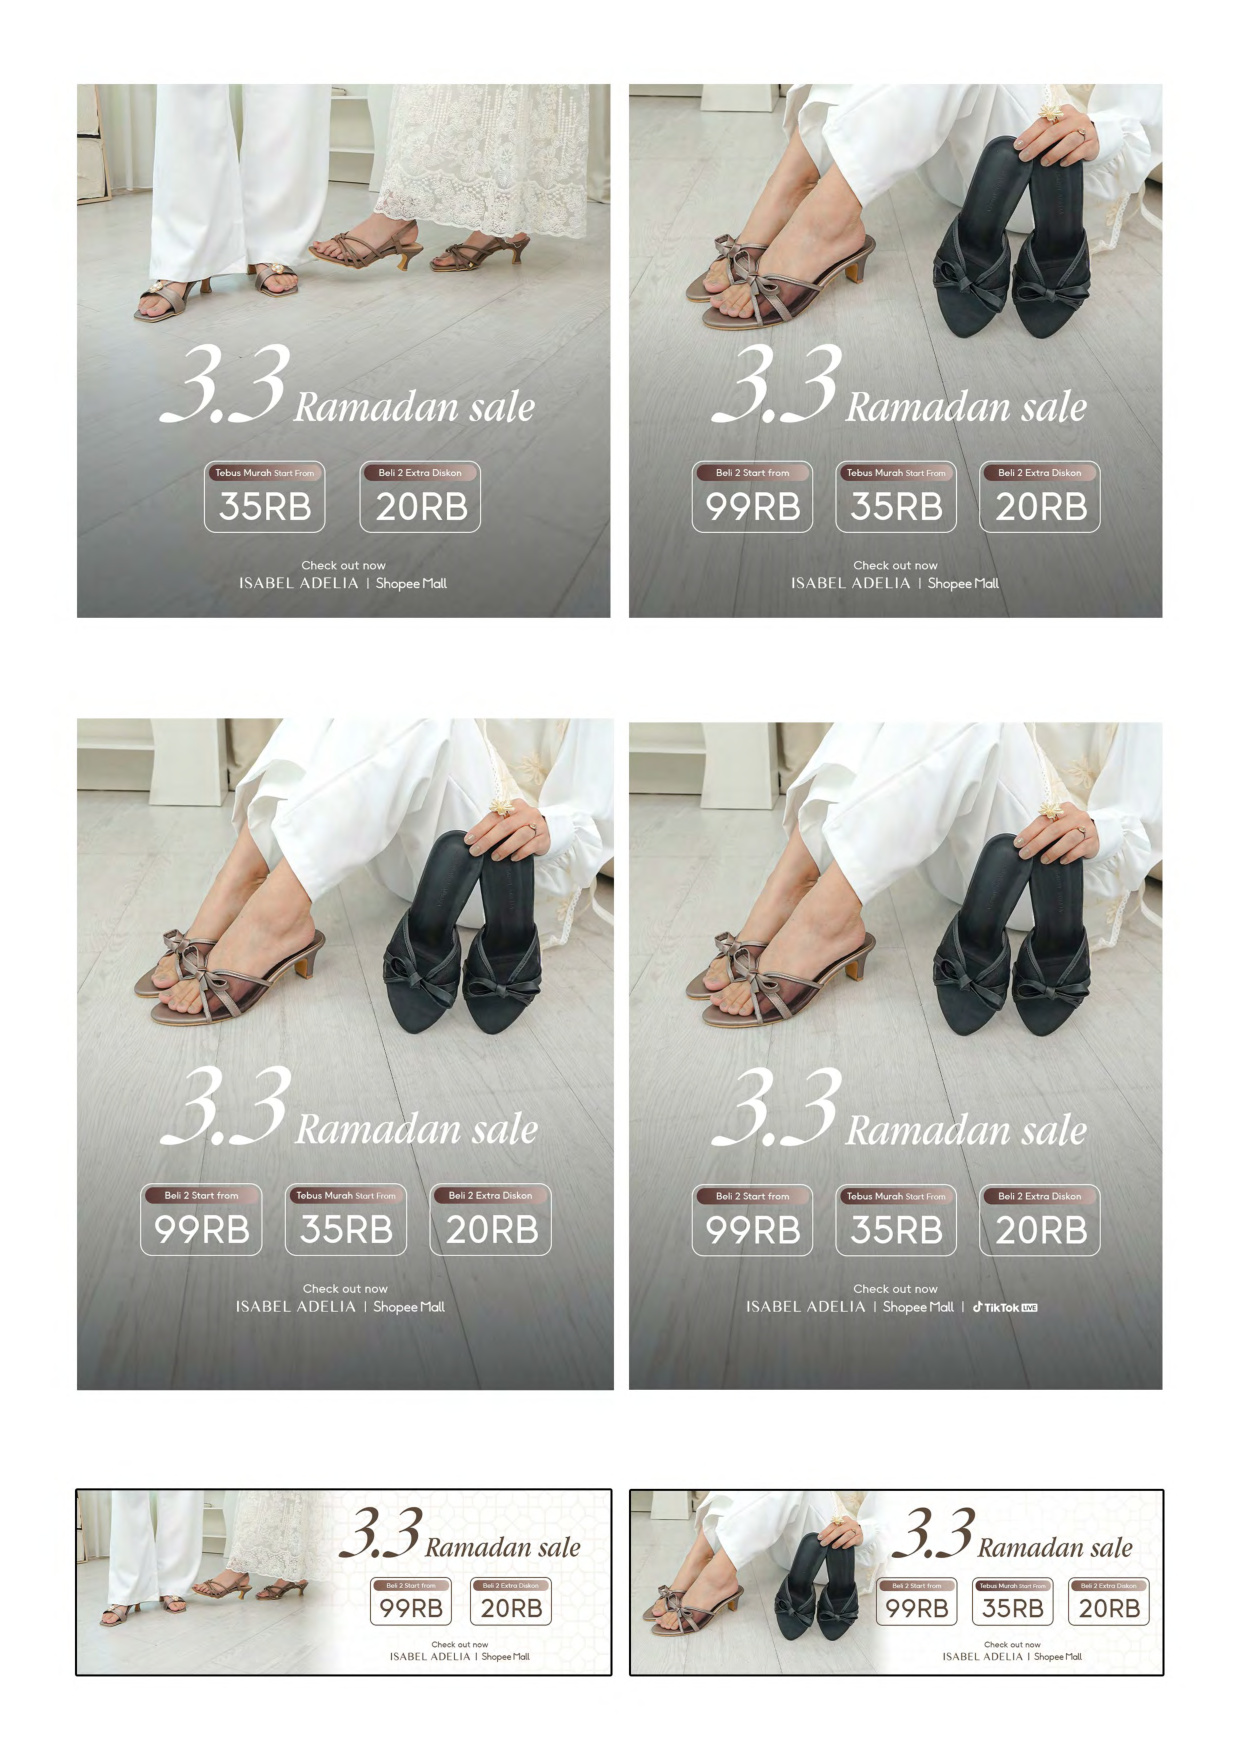 3.3 Ramadan sale
Tebus Murah Start From
35RB
Beli 2 Extra Diskon
20RB
Check out now
ISABEL ADELIA | Shopee Mall
3.3 Ramadan sale
Beli 2 Start from
99RB
Tebus Murah Start From
35RB
Beli 2 Extra Diskon
20RB
Check out now
ISABEL ADELIA | Shopee Mall
3.3 Ramadan sale
Beli 2 Start from
99RB
Tebus Murah Start From
35RB
Beli 2 Extra Diskon
20RB
Check out now
ISABEL ADELIA | Shopee Mall
3.3 Ramadan sale
Beli 2 Start from
99RB
Tebus Murah Start From
35RB
Beli 2 Extra Diskon
20RB
Check out now
ISABEL ADELIA | Shopee Mall | TikTok LIVE
3.3 Ramadan sale
Beli 2 Start from
99RB
Beli 2 Extra Diskon
20RB
Check out now
ISABEL ADELIA | Shopee Mall
3.3 Ramadan sale
Beli 2 Start from
99RB
Tebus Murah Start From
35RB
Beli 2 Extra Diskon
20RB
Check out now
ISABEL ADELIA | Shopee Mall